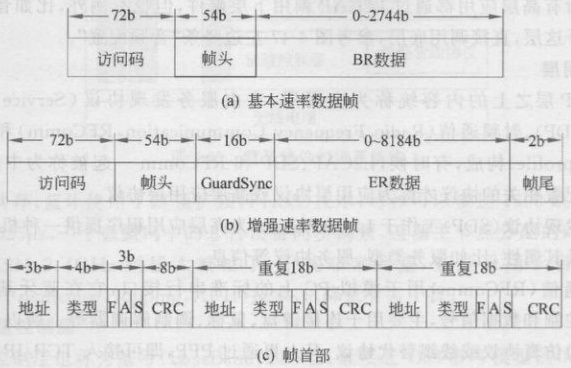 72b 54b 0~2744b
访问码 帧头 BR数据
(a) 基本速率数据帧
72b 54b 16b 0~8184b 2b
访问码 帧头 GuardSync ER数据 帧尾
(b) 增强速率数据帧
3b 4b 3b 8b 重复18b 重复18b
地址 类型 F A S CRC 地址 类型 F A S CRC 地址 类型 F A S CRC
(c) 帧首部